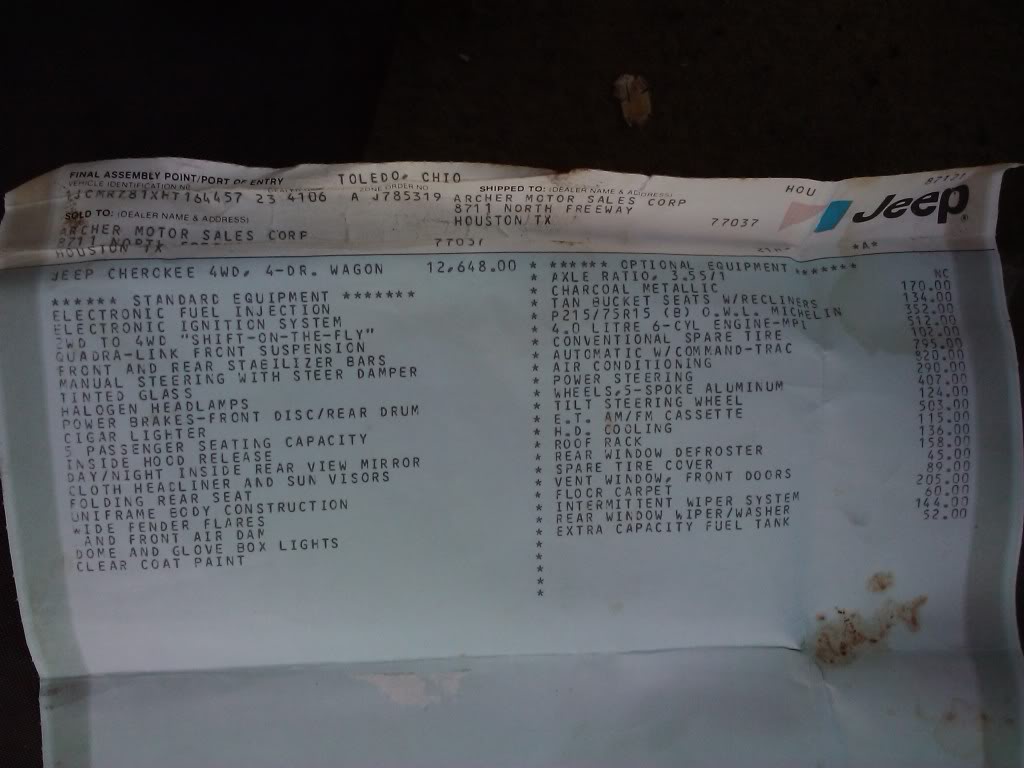 FINAL ASSEMBLY POINT/PORT OF ENTRY TOLEDO, OHIO
VEHICLE IDENTIFICATION NO. ZONE ORDER NO. SHIPPED TO: (DEALER NAME & ADDRESS) HOU 87121
23 4106 A J785319 ARCHER MOTOR SALES CORP Jeep®
8711 NORTH FREEWAY
SOLD TO: (DEALER NAME & ADDRESS) HOUSTON TX 77037
ARCHER MOTOR SALES CORP
8711 77037 *A*
HOUSTON TX
JEEP CHEROKEE 4WD, 4-DR. WAGON 12,648.00
****** STANDARD EQUIPMENT *******
ELECTRONIC FUEL INJECTION
ELECTRONIC IGNITION SYSTEM
2WD TO 4WD "SHIFT-ON-THE-FLY"
QUADRA-LINK FRONT SUSPENSION
FRONT AND REAR STABILIZER BARS
MANUAL STEERING WITH STEER DAMPER
TINTED GLASS
HALOGEN HEADLAMPS
POWER BRAKES-FRONT DISC/REAR DRUM
CIGAR LIGHTER
5 PASSENGER SEATING CAPACITY
INSIDE HOOD RELEASE
DAY/NIGHT INSIDE REAR VIEW MIRROR
CLOTH HEADLINER AND SUN VISORS
FOLDING REAR SEAT
UNIFRAME BODY CONSTRUCTION
WIDE FENDER FLARES
AND FRONT AIR DAM
DOME AND GLOVE BOX LIGHTS
CLEAR COAT PAINT
* ****** OPTIONAL EQUIPMENT *******
* AXLE RATIO, 3.55/1 NC
* CHARCOAL METALLIC 170.00
* TAN BUCKET SEATS W/RECLINERS 134.00
* P215/75R15 (B) O.W.L. MICHELIN 352.00
* 4.0 LITRE 6-CYL ENGINE-MPI
* CONVENTIONAL SPARE TIRE
* AUTOMATIC W/COMMAND-TRAC 795.00
* AIR CONDITIONING 820.00
* POWER STEERING 290.00
* WHEELS,5-SPOKE ALUMINUM 407.00
* TILT STEERING WHEEL 124.00
* E.T. AM/FM CASSETTE 503.00
* H.D. COOLING 115.00
* ROOF RACK 136.00
* REAR WINDOW DEFROSTER 158.00
* SPARE TIRE COVER 45.00
* VENT WINDOW, FRONT DOORS 89.00
* FLOOR CARPET 205.00
* INTERMITTENT WIPER SYSTEM 60.00
* REAR WINDOW WIPER/WASHER 144.00
* EXTRA CAPACITY FUEL TANK 52.00
*
*
*
*